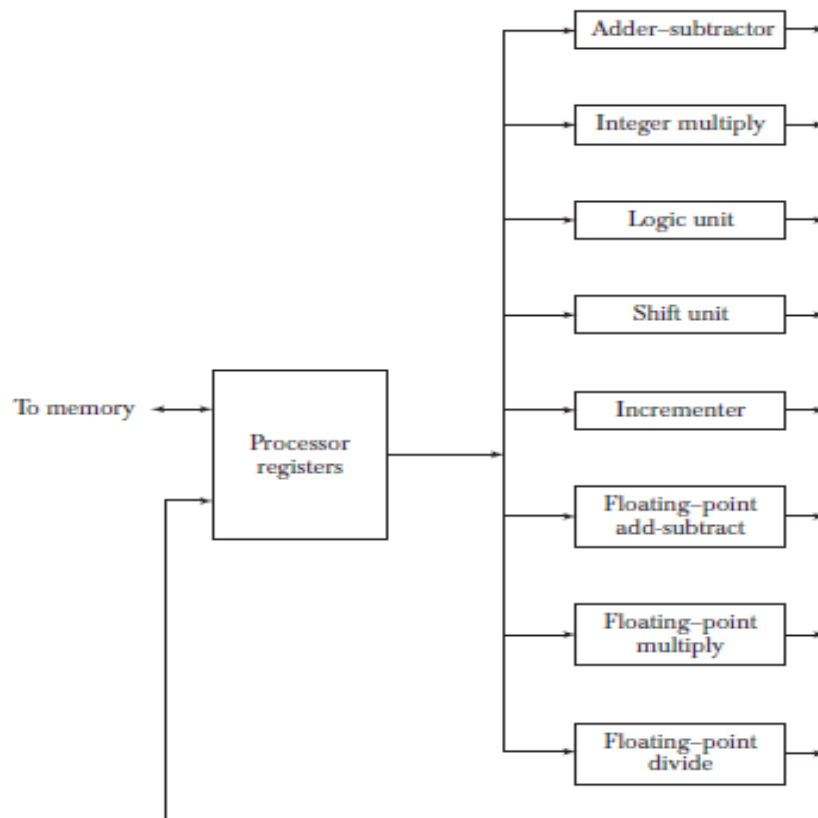 Adder–subtractor
Integer multiply
Logic unit
Shift unit
To memory
Incrementer
Processor
registers
Floating–point
add-subtract
Floating–point
multiply
Floating–point
divide